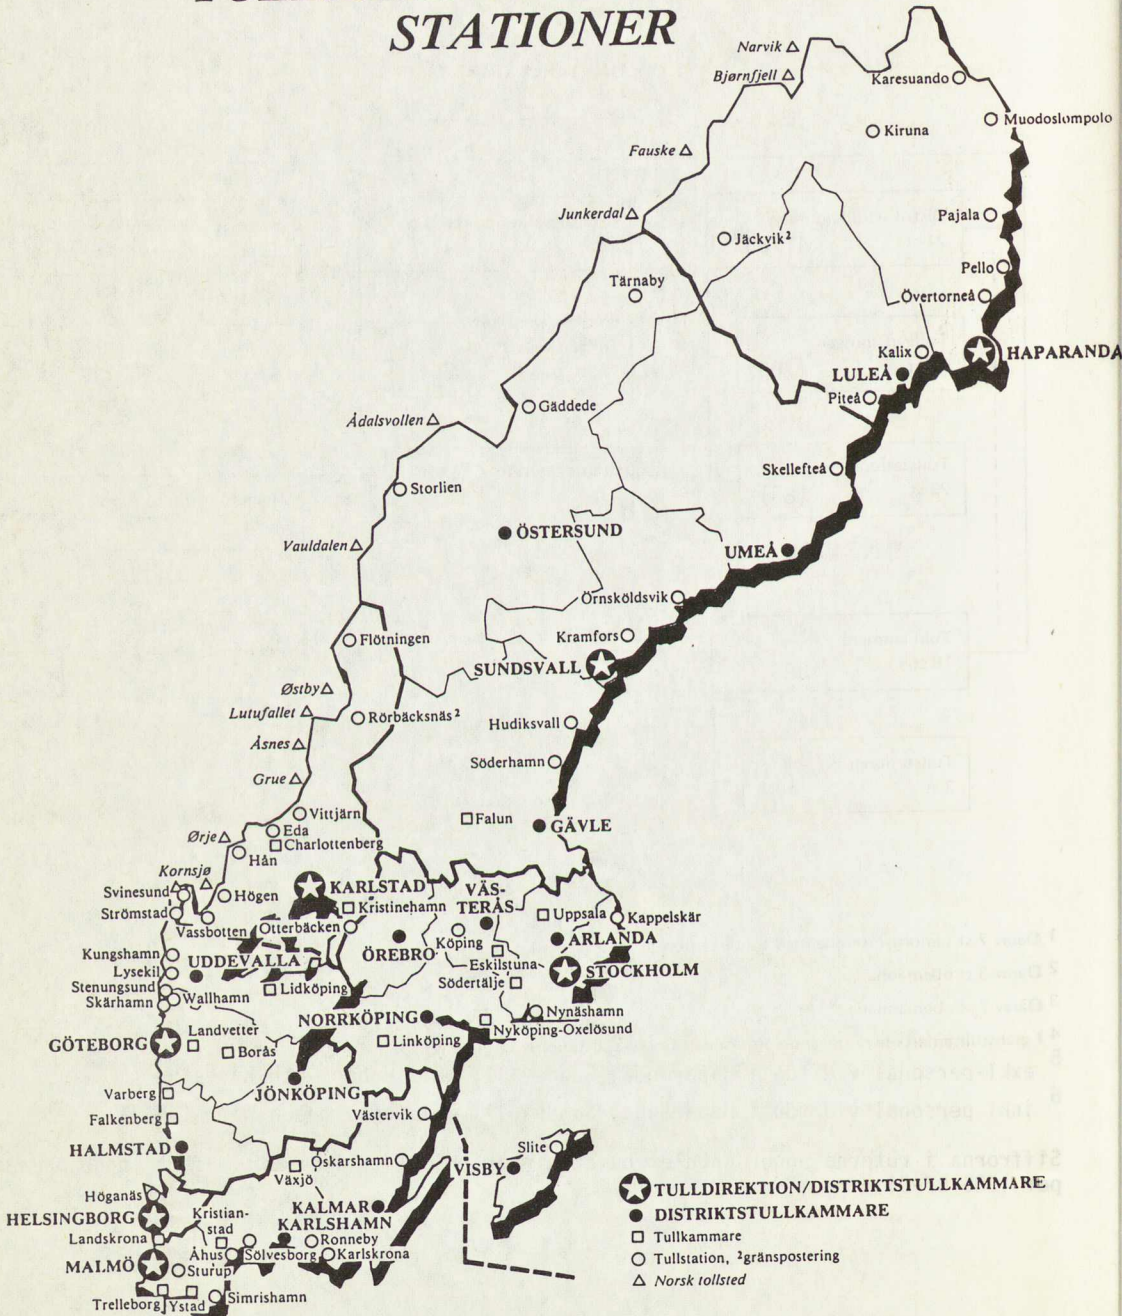 STATIONER
Narvik
Bjørnfjell
Karesuando
Muodoslompolo
Kiruna
Fauske
Junkerdal
Pajala
Jäckvik²
Pello
Tärnaby
Övertorneå
Kalix
HAPARANDA
LULEÅ
Piteå
Gäddede
Ådalsvollen
Skellefteå
Storlien
ÖSTERSUND
Vauldalen
UMEÅ
Örnsköldsvik
Flötningen
Kramfors
SUNDSVALL
Østby
Lutufallet
Rörbäcksnäs²
Hudiksvall
Åsnes
Söderhamn
Grue
Vittjärn
Falun
GÄVLE
Eda
Ørje
Charlottenberg
Hån
Kornsjø
Svinesund
Högen
KARLSTAD
VÄS-
TERÅS
Kristinehamn
Strömstad
Uppsala
Kappelskär
Vassbotten
Otterbäcken
Köping
ARLANDA
Kungshamn
UDDEVALLA
ÖREBRO
Eskilstuna
Lysekil
STOCKHOLM
Stenungsund
Lidköping
Södertälje
Skärhamn
Wallhamn
Nynäshamn
NORRKÖPING
Nyköping-Oxelösund
Landvetter
GÖTEBORG
Borås
Linköping
Varberg
JÖNKÖPING
Falkenberg
Västervik
HALMSTAD
Slite
Oskarshamn
VISBY
Växjö
Höganäs
KALMAR
HELSINGBORG
Kristian-
stad
KARLSHAMN
Landskrona
Ronneby
Åhus
Sölvesborg
Karlskrona
MALMÖ
Sturup
Trelleborg
Ystad
Simrishamn
TULLDIREKTION/DISTRIKTSTULLKAMMARE
DISTRIKTSTULLKAMMARE
Tullkammare
Tullstation, ²gränspostering
Norsk tollsted